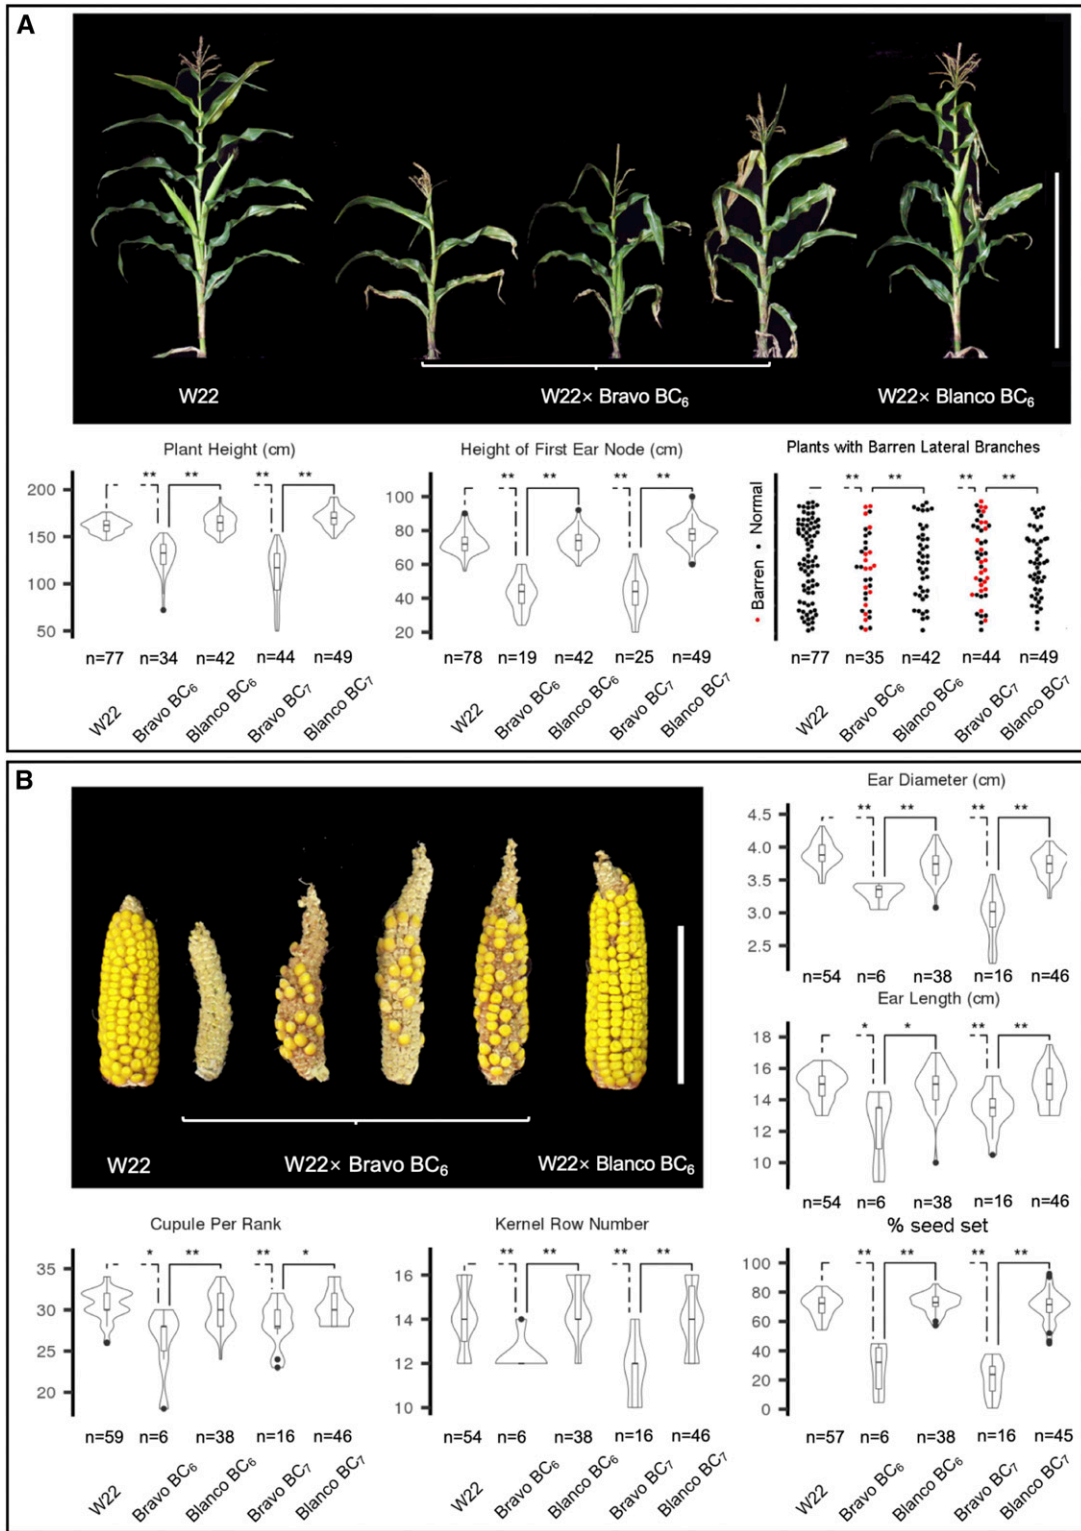 A
W22
W22× Bravo BC₆
W22× Blanco BC₆
Plant Height (cm)
** ** ** **
200
150
100
50
n=77 n=34 n=42 n=44 n=49
W22 Bravo BC₆ Blanco BC₆ Bravo BC₇ Blanco BC₇
Height of First Ear Node (cm)
** ** ** **
100
80
60
40
20
n=78 n=19 n=42 n=25 n=49
W22 Bravo BC₆ Blanco BC₆ Bravo BC₇ Blanco BC₇
Plants with Barren Lateral Branches
** ** ** **
• Barren • Normal
n=77 n=35 n=42 n=44 n=49
W22 Bravo BC₆ Blanco BC₆ Bravo BC₇ Blanco BC₇
B
W22
W22× Bravo BC₆
W22× Blanco BC₆
Ear Diameter (cm)
** ** ** **
4.5
4.0
3.5
3.0
2.5
n=54 n=6 n=38 n=16 n=46
Ear Length (cm)
* * ** **
18
16
14
12
10
n=54 n=6 n=38 n=16 n=46
Cupule Per Rank
* ** ** *
35
30
25
20
n=59 n=6 n=38 n=16 n=46
W22 Bravo BC₆ Blanco BC₆ Bravo BC₇ Blanco BC₇
Kernel Row Number
** ** ** **
16
14
12
10
n=54 n=6 n=38 n=16 n=46
W22 Bravo BC₆ Blanco BC₆ Bravo BC₇ Blanco BC₇
% seed set
** ** ** **
100
80
60
40
20
0
n=57 n=6 n=38 n=16 n=45
W22 Bravo BC₆ Blanco BC₆ Bravo BC₇ Blanco BC₇